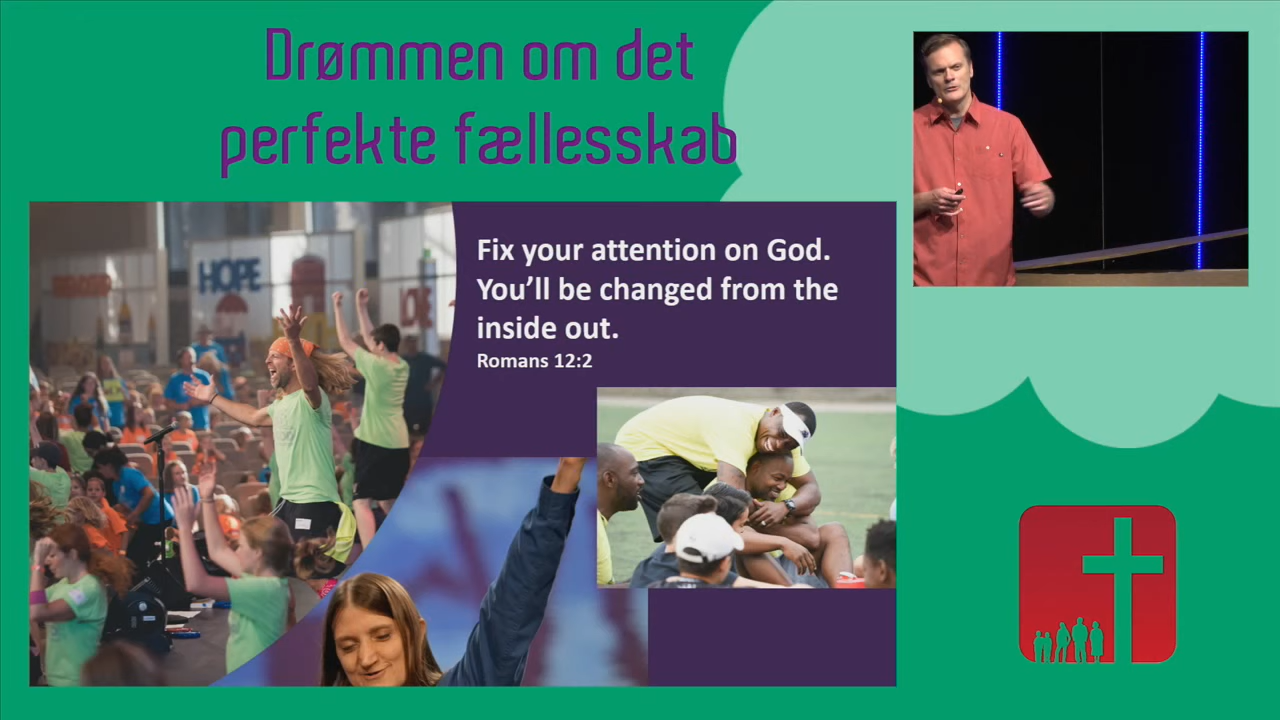 Drømmen om det
perfekte fællesskab
Fix your attention on God.
You'll be changed from the
inside out.
Romans 12:2
HOPE